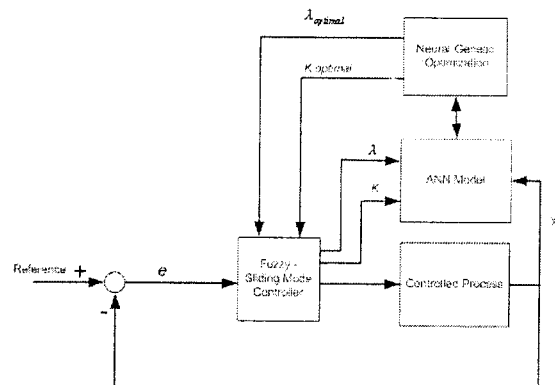 λoptimal
Neural Genetic
Optimization
K optimal
λ
ANN Model
K
x
Reference
+
e
Fuzzy -
Sliding Mode
Controller
Controlled Process
-